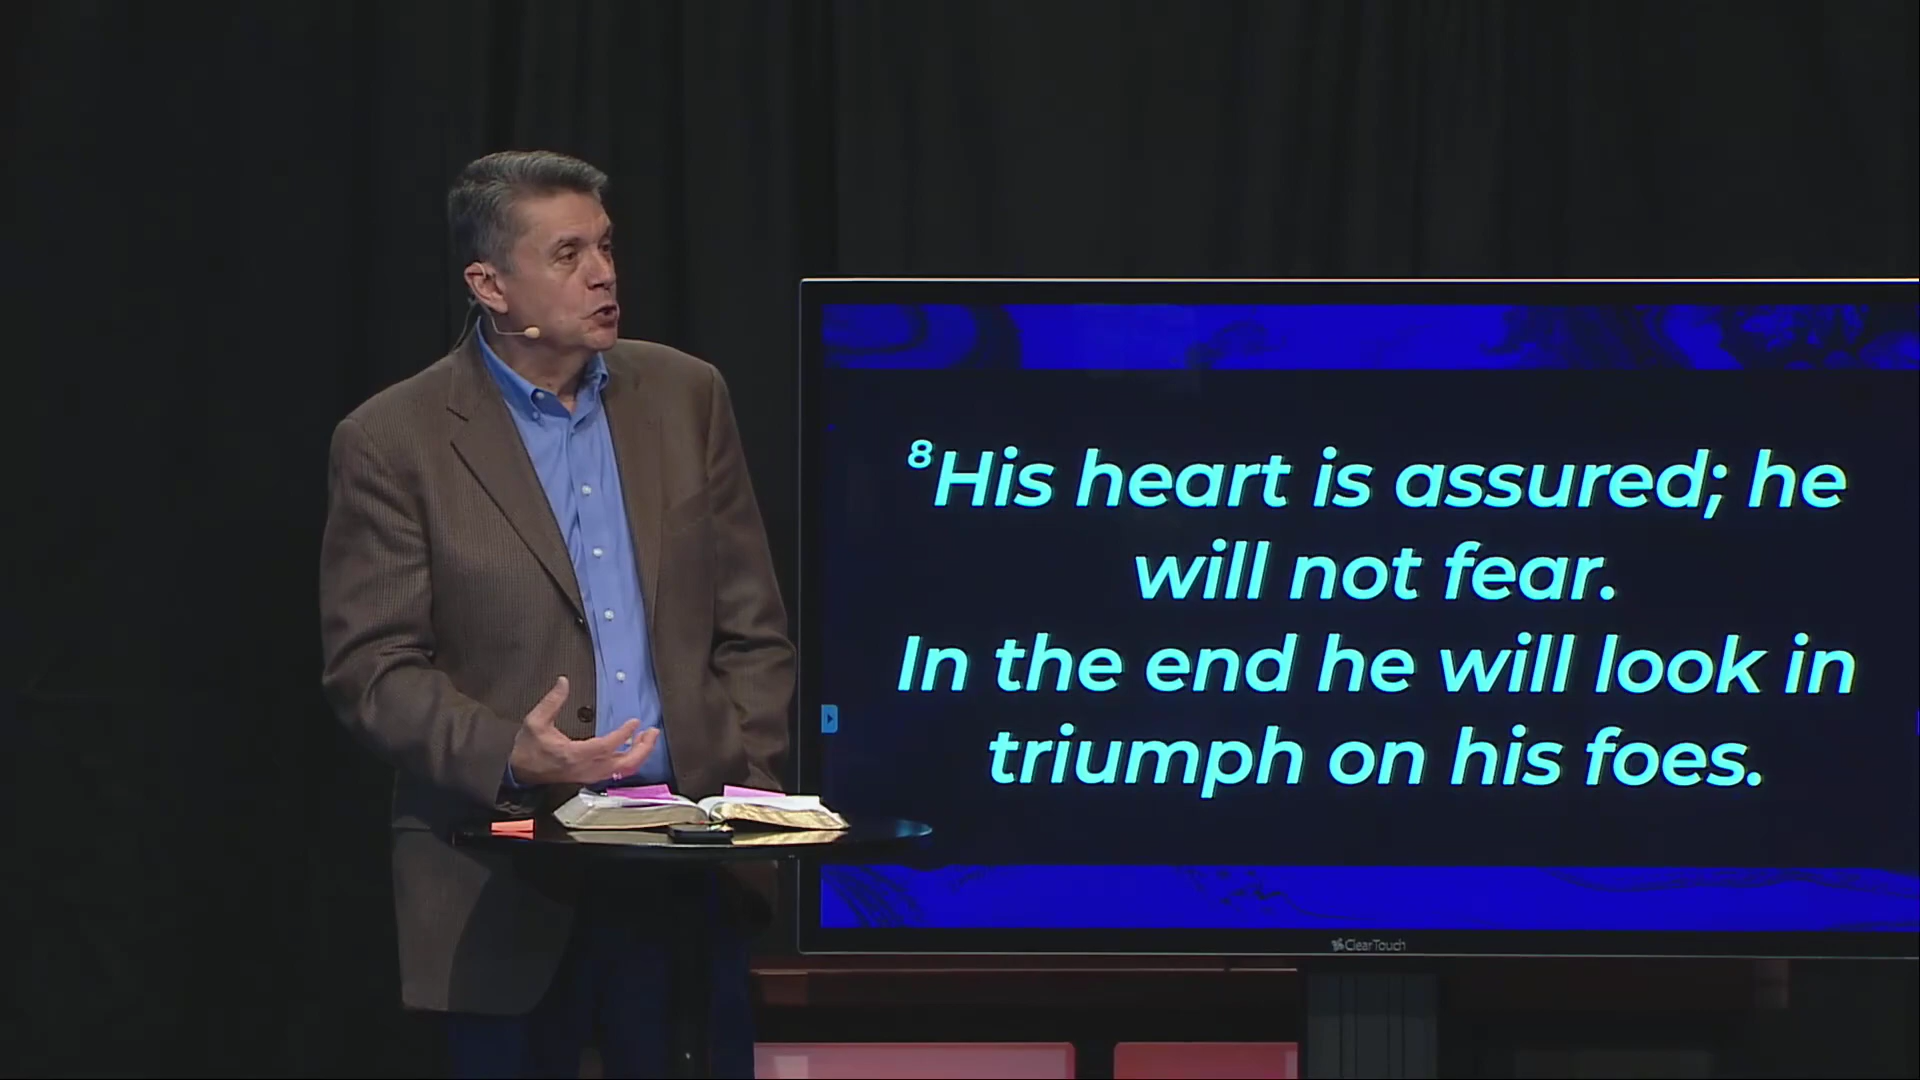 ⁸His heart is assured; he
will not fear.
In the end he will look in
triumph on his foes.
ClearTouch